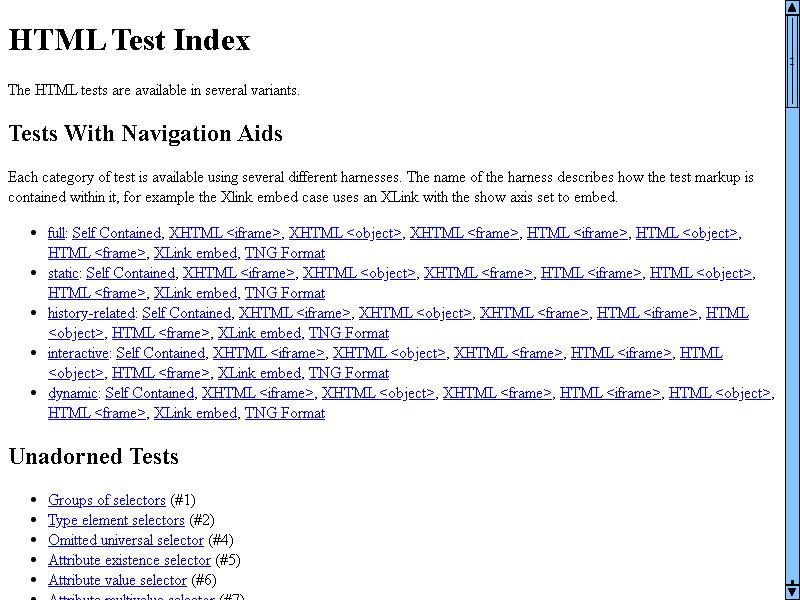 HTML Test Index
The HTML tests are available in several variants.
Tests With Navigation Aids
Each category of test is available using several different harnesses. The name of the harness describes how the test markup is
contained within it, for example the Xlink embed case uses an XLink with the show axis set to embed.
• full: Self Contained, XHTML <iframe>, XHTML <object>, XHTML <frame>, HTML <iframe>, HTML <object>,
HTML <frame>, XLink embed, TNG Format
• static: Self Contained, XHTML <iframe>, XHTML <object>, XHTML <frame>, HTML <iframe>, HTML <object>,
HTML <frame>, XLink embed, TNG Format
• history-related: Self Contained, XHTML <iframe>, XHTML <object>, XHTML <frame>, HTML <iframe>, HTML
<object>, HTML <frame>, XLink embed, TNG Format
• interactive: Self Contained, XHTML <iframe>, XHTML <object>, XHTML <frame>, HTML <iframe>, HTML
<object>, HTML <frame>, XLink embed, TNG Format
• dynamic: Self Contained, XHTML <iframe>, XHTML <object>, XHTML <frame>, HTML <iframe>, HTML <object>,
HTML <frame>, XLink embed, TNG Format
Unadorned Tests
• Groups of selectors (#1)
• Type element selectors (#2)
• Omitted universal selector (#4)
• Attribute existence selector (#5)
• Attribute value selector (#6)
• Attribute multivalue selector (#7)